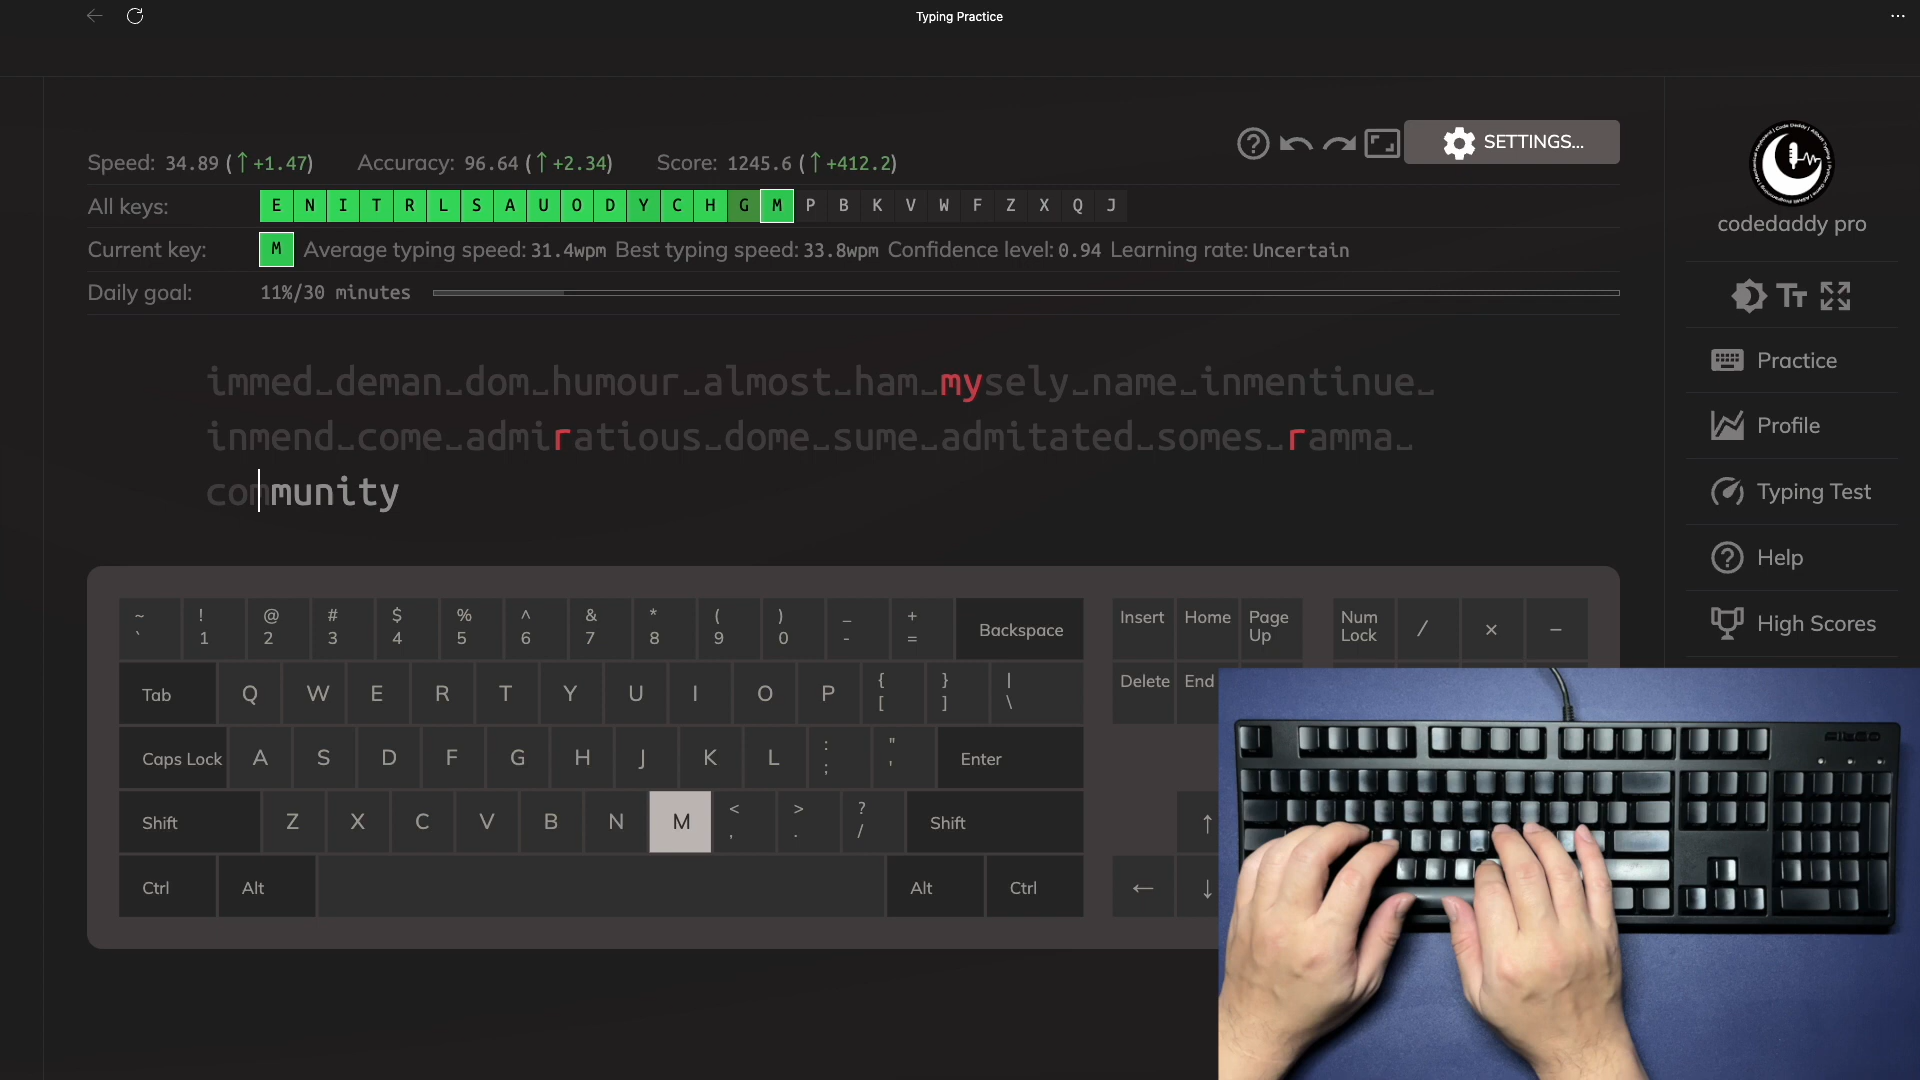 Typing Practice
SETTINGS...
Speed: 34.89 (↑+1.47) Accuracy: 96.64 (↑+2.34) Score: 1245.6 (↑+412.2)
All keys: E N I T R L S A U O D Y C H G M P B K V W F Z X Q J
Current key: M Average typing speed: 31.4wpm Best typing speed: 33.8wpm Confidence level: 0.94 Learning rate: Uncertain
Daily goal: 11%/30 minutes
immed␣deman␣dom␣humour␣almost␣ham␣mysely␣name␣inmentinue␣
inmend␣come␣admiratious␣dome␣sume␣admitated␣somes␣ramma␣
community
~ ! @ # $ % ^ & * ( ) _ +
` 1 2 3 4 5 6 7 8 9 0 - = Backspace
Tab Q W E R T Y U I O P { [ } ] | \
Caps Lock A S D F G H J K L : ; " ' Enter
Shift Z X C V B N M < , > . ? / Shift
Ctrl Alt Alt Ctrl
Insert Home Page Up
Delete End
↑
← ↓
Num Lock / × −
codedaddy pro
Tт
Practice
Profile
Typing Test
Help
High Scores